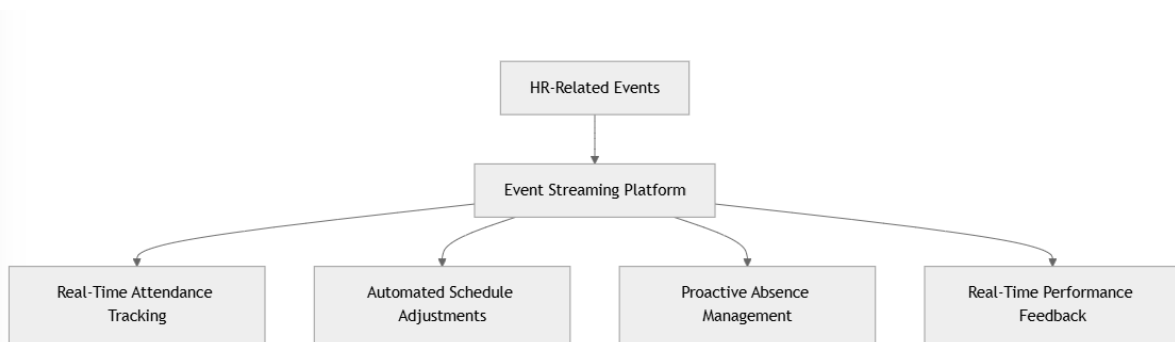 HR-Related Events
Event Streaming Platform
Real-Time Attendance
Tracking
Automated Schedule
Adjustments
Proactive Absence
Management
Real-Time Performance
Feedback